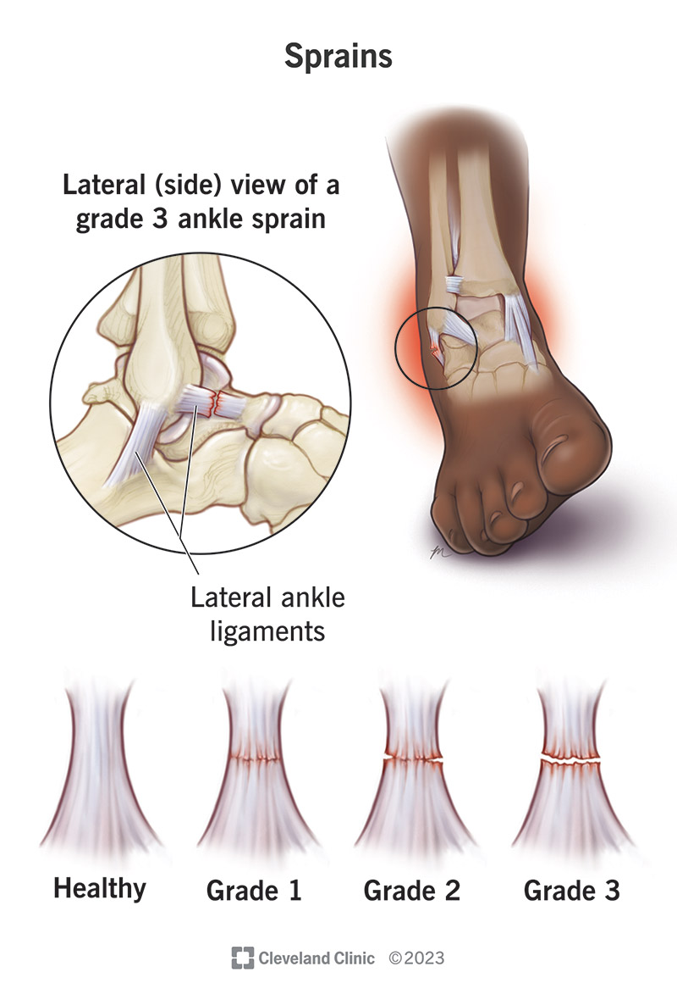 Sprains
Lateral (side) view of a
grade 3 ankle sprain
Lateral ankle
ligaments
Healthy
Grade 1
Grade 2
Grade 3
Cleveland Clinic ©2023